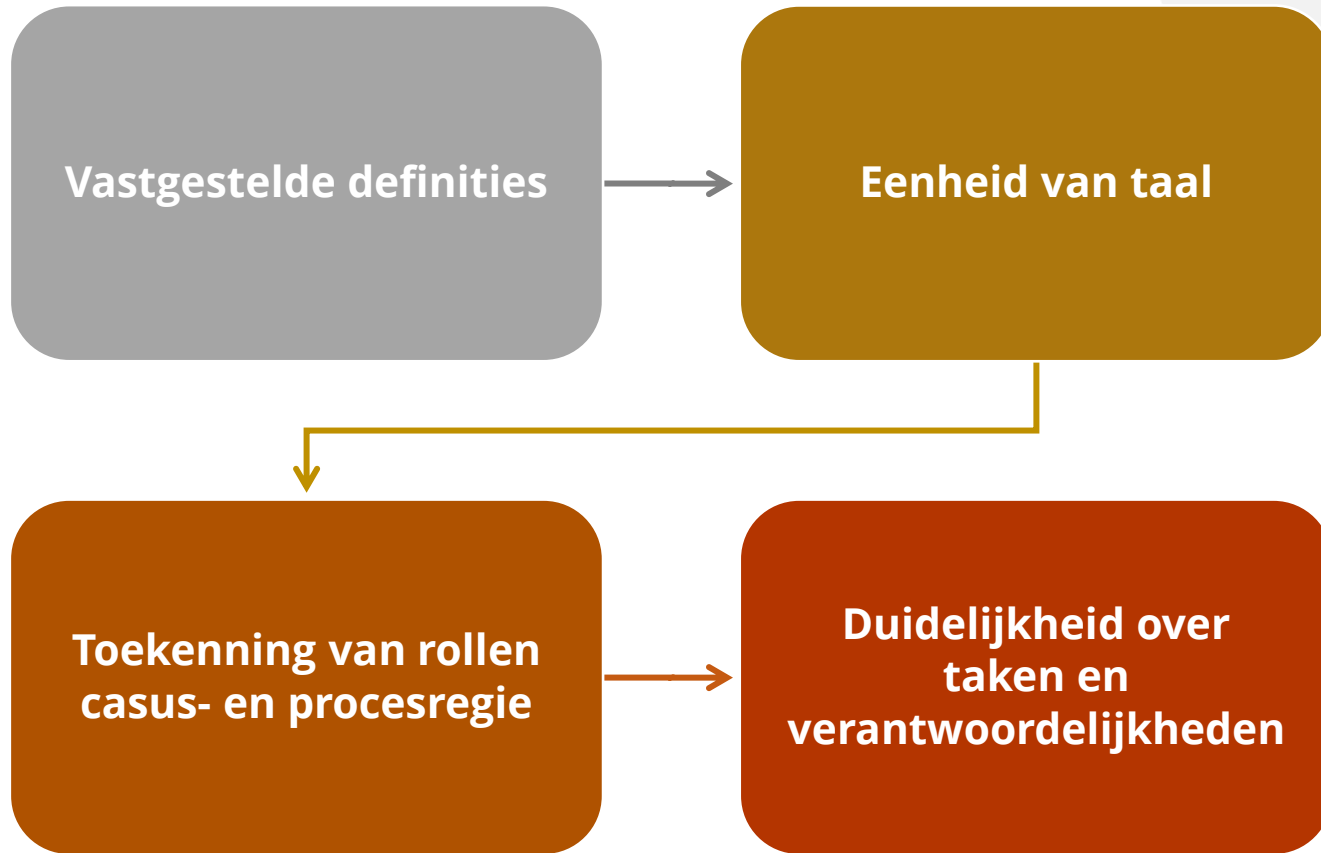 Vastgestelde definities
Eenheid van taal
Toekenning van rollen
casus- en procesregie
Duidelijkheid over
taken en
verantwoordelijkheden